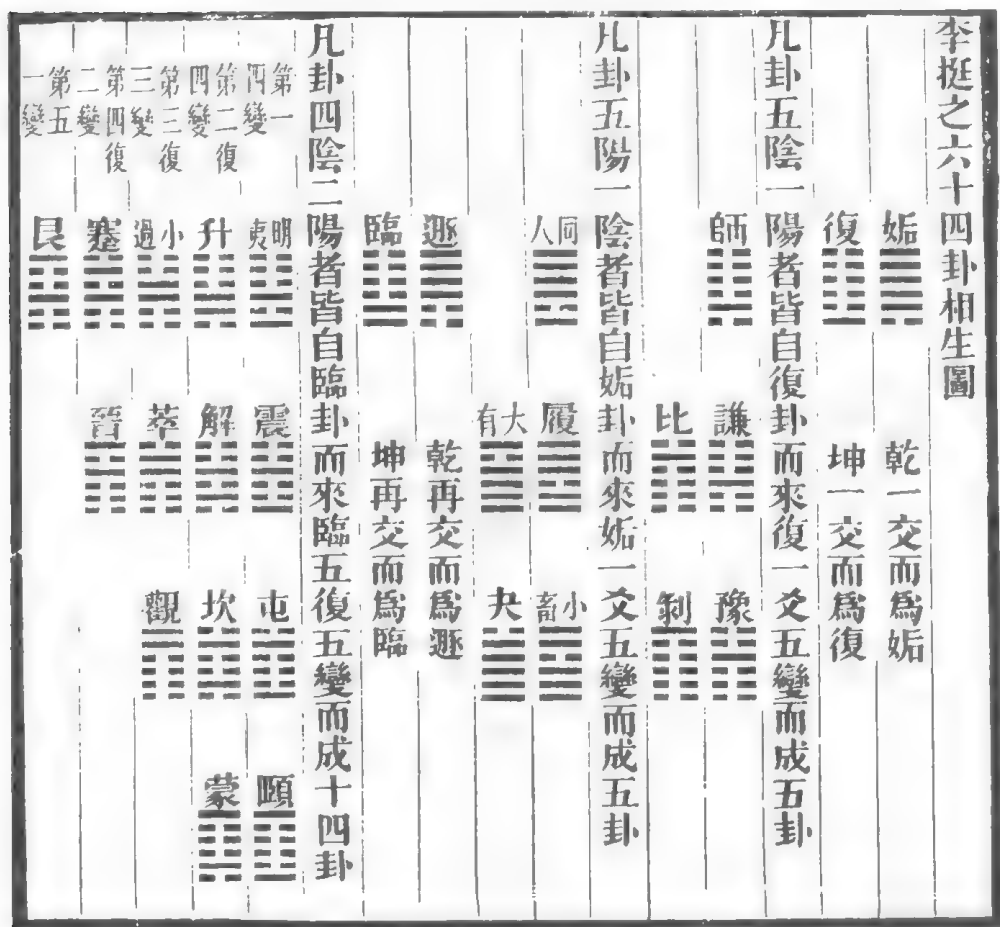 李挺之六十四卦相生圖
姤 乾一交而爲姤
復 坤一交而爲復
凡卦五陰一陽者皆自復卦而來復一爻五變而成五卦
師 謙 豫
比 剝
凡卦五陽一陰者皆自姤卦而來姤一爻五變而成五卦
同人 履 小畜
大有 夬
遯 乾再交而爲遯
臨 坤再交而爲臨
凡卦四陰二陽者皆自臨卦而來臨五復五變而成十四卦
第一四變 明夷 震 屯 頤
第二復四變 升 解 坎 蒙
第三復三變 小過 萃 觀
第四復二變 蹇 晉
第五一變 艮